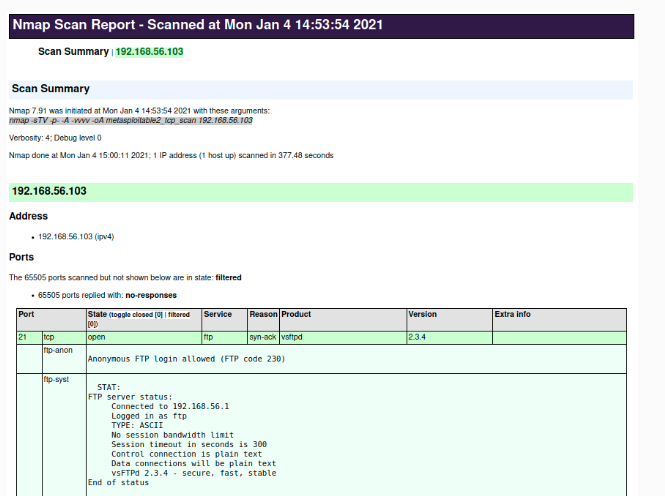 Nmap Scan Report - Scanned at Mon Jan 4 14:53:54 2021
Scan Summary | 192.168.56.103
Scan Summary
Nmap 7.91 was initiated at Mon Jan 4 14:53:54 2021 with these arguments:
nmap -sTV -p- -A -vvvv -oA metasploitable2_tcp_scan 192.168.56.103
Verbosity: 4; Debug level 0
Nmap done at Mon Jan 4 15:00:11 2021; 1 IP address (1 host up) scanned in 377.48 seconds
192.168.56.103
Address
• 192.168.56.103 (ipv4)
Ports
The 65505 ports scanned but not shown below are in state: filtered
• 65505 ports replied with: no-responses
Port State (toggle closed [0] | filtered [0]) Service Reason Product Version Extra info
21 tcp open ftp syn-ack vsftpd 2.3.4
ftp-anon
Anonymous FTP login allowed (FTP code 230)
ftp-syst
STAT:
FTP server status:
Connected to 192.168.56.1
Logged in as ftp
TYPE: ASCII
No session bandwidth limit
Session timeout in seconds is 300
Control connection is plain text
Data connections will be plain text
vsFTPd 2.3.4 - secure, fast, stable
End of status